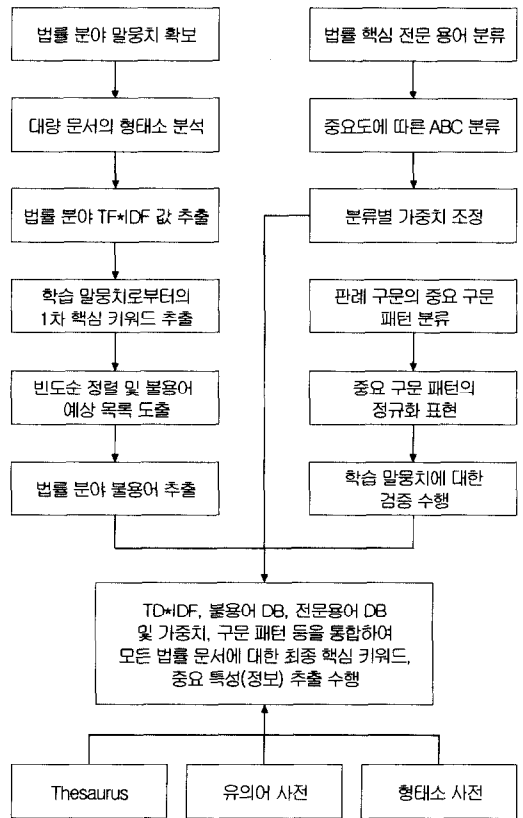 법률 분야 말뭉치 확보
대량 문서의 형태소 분석
법률 분야 TF*IDF 값 추출
학습 말뭉치로부터의
1차 핵심 키워드 추출
빈도순 정렬 및 불용어
예상 목록 도출
법률 분야 불용어 추출
법률 핵심 전문 용어 분류
중요도에 따른 ABC 분류
분류별 가중치 조정
판례 구문의 중요 구문
패턴 분류
중요 구문 패턴의
정규화 표현
학습 말뭉치에 대한
검증 수행
TD*IDF, 불용어 DB, 전문용어 DB
및 가중치, 구문 패턴 등을 통합하여
모든 법률 문서에 대한 최종 핵심 키워드,
중요 특성(정보) 추출 수행
Thesaurus
유의어 사전
형태소 사전